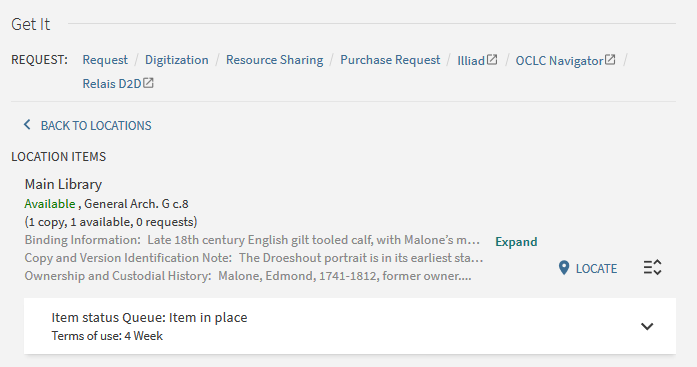 Get It
REQUEST: Request / Digitization / Resource Sharing / Purchase Request / Illiad / OCLC Navigator /
Relais D2D
BACK TO LOCATIONS
LOCATION ITEMS
Main Library
Available , General Arch. G c.8
(1 copy, 1 available, 0 requests)
Binding Information: Late 18th century English gilt tooled calf, with Malone’s m... Expand
Copy and Version Identification Note: The Droeshout portrait is in its earliest sta...
Ownership and Custodial History: Malone, Edmond, 1741-1812, former owner....
LOCATE
Item status Queue: Item in place
Terms of use: 4 Week